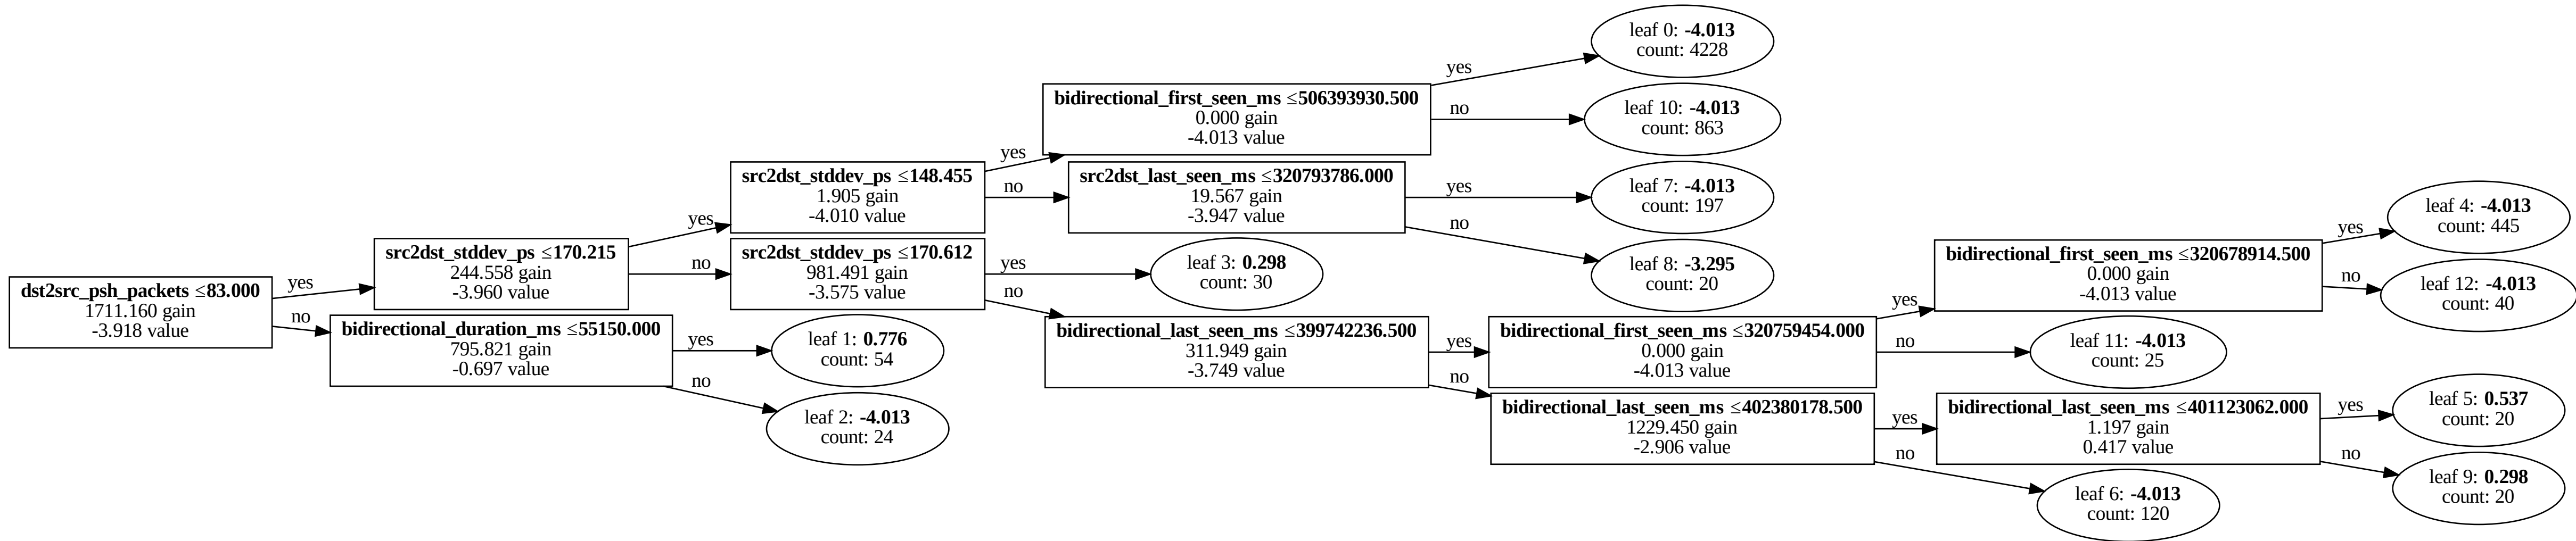 dst2src_psh_packets ≤83.000
1711.160 gain
-3.918 value
yes
no
src2dst_stddev_ps ≤170.215
244.558 gain
-3.960 value
bidirectional_duration_ms ≤55150.000
795.821 gain
-0.697 value
yes
no
yes
no
src2dst_stddev_ps ≤148.455
1.905 gain
-4.010 value
src2dst_stddev_ps ≤170.612
981.491 gain
-3.575 value
leaf 1: 0.776
count: 54
leaf 2: -4.013
count: 24
yes
no
yes
no
bidirectional_first_seen_ms ≤506393930.500
0.000 gain
-4.013 value
src2dst_last_seen_ms ≤320793786.000
19.567 gain
-3.947 value
leaf 3: 0.298
count: 30
bidirectional_last_seen_ms ≤399742236.500
311.949 gain
-3.749 value
yes
no
yes
no
yes
no
leaf 0: -4.013
count: 4228
leaf 10: -4.013
count: 863
leaf 7: -4.013
count: 197
leaf 8: -3.295
count: 20
bidirectional_first_seen_ms ≤320759454.000
0.000 gain
-4.013 value
bidirectional_last_seen_ms ≤402380178.500
1229.450 gain
-2.906 value
yes
no
yes
no
bidirectional_first_seen_ms ≤320678914.500
0.000 gain
-4.013 value
leaf 11: -4.013
count: 25
bidirectional_last_seen_ms ≤401123062.000
1.197 gain
0.417 value
leaf 6: -4.013
count: 120
yes
no
yes
no
leaf 4: -4.013
count: 445
leaf 12: -4.013
count: 40
leaf 5: 0.537
count: 20
leaf 9: 0.298
count: 20